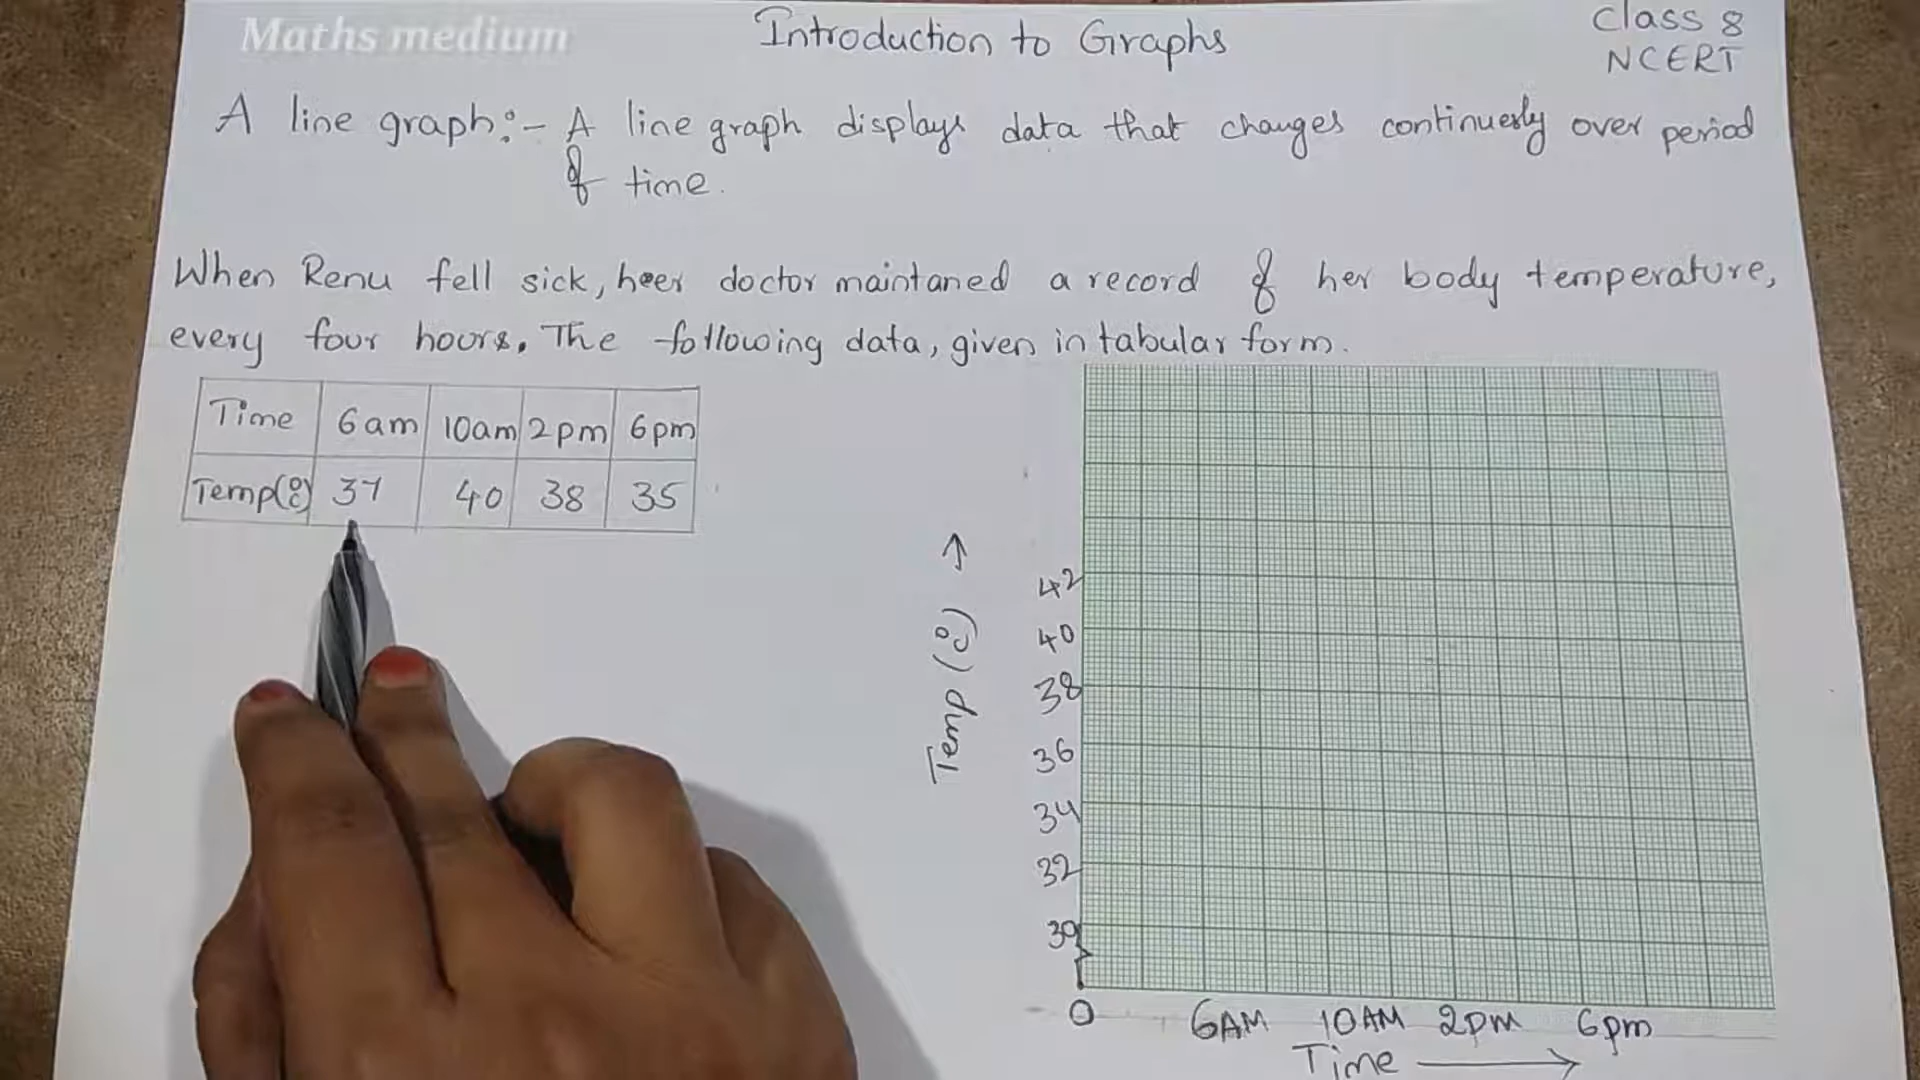 Maths medium
Introduction to Graphs
Class 8
NCERT
A line graph:- A line graph displays data that changes continuesly over period
of time.
When Renu fell sick, heer doctor maintaned a record of her body temperature,
every four hours. The following data, given in tabular form.
Time 6am 10am 2pm 6pm
Temp(°C) 37 40 38 35
Temp (°C) →
42
40
38
36
34
32
30
0 6AM 10AM 2pm 6pm
Time →